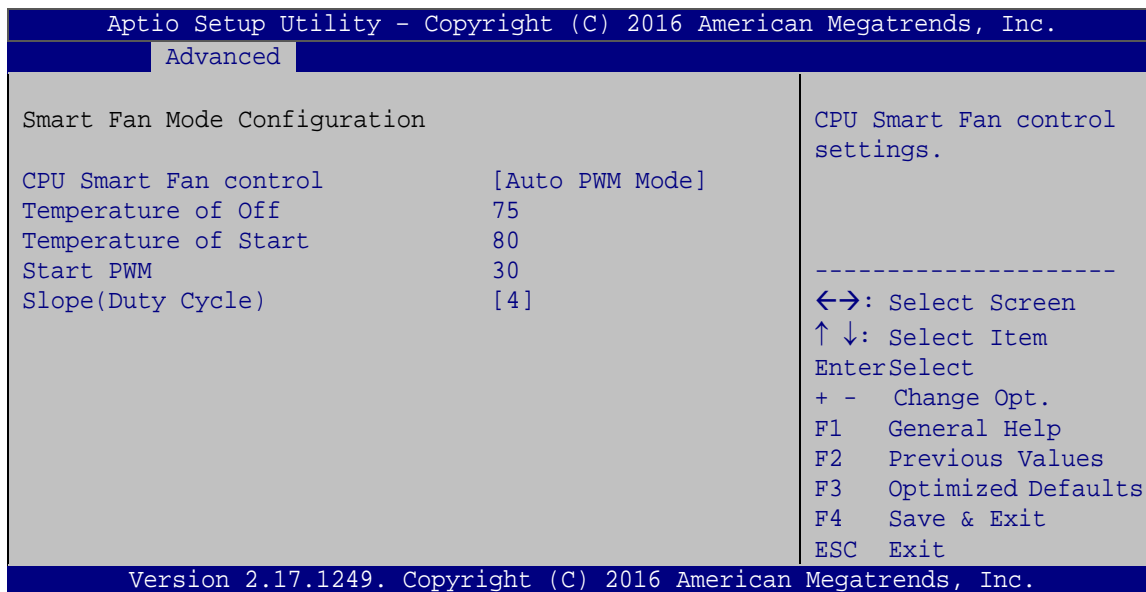 Aptio Setup Utility – Copyright (C) 2016 American Megatrends, Inc.
Advanced
Smart Fan Mode Configuration
CPU Smart Fan control [Auto PWM Mode]
Temperature of Off 75
Temperature of Start 80
Start PWM 30
Slope(Duty Cycle) [4]
CPU Smart Fan control
settings.
---------------------
←→: Select Screen
↑ ↓: Select Item
EnterSelect
+ - Change Opt.
F1 General Help
F2 Previous Values
F3 Optimized Defaults
F4 Save & Exit
ESC Exit
Version 2.17.1249. Copyright (C) 2016 American Megatrends, Inc.